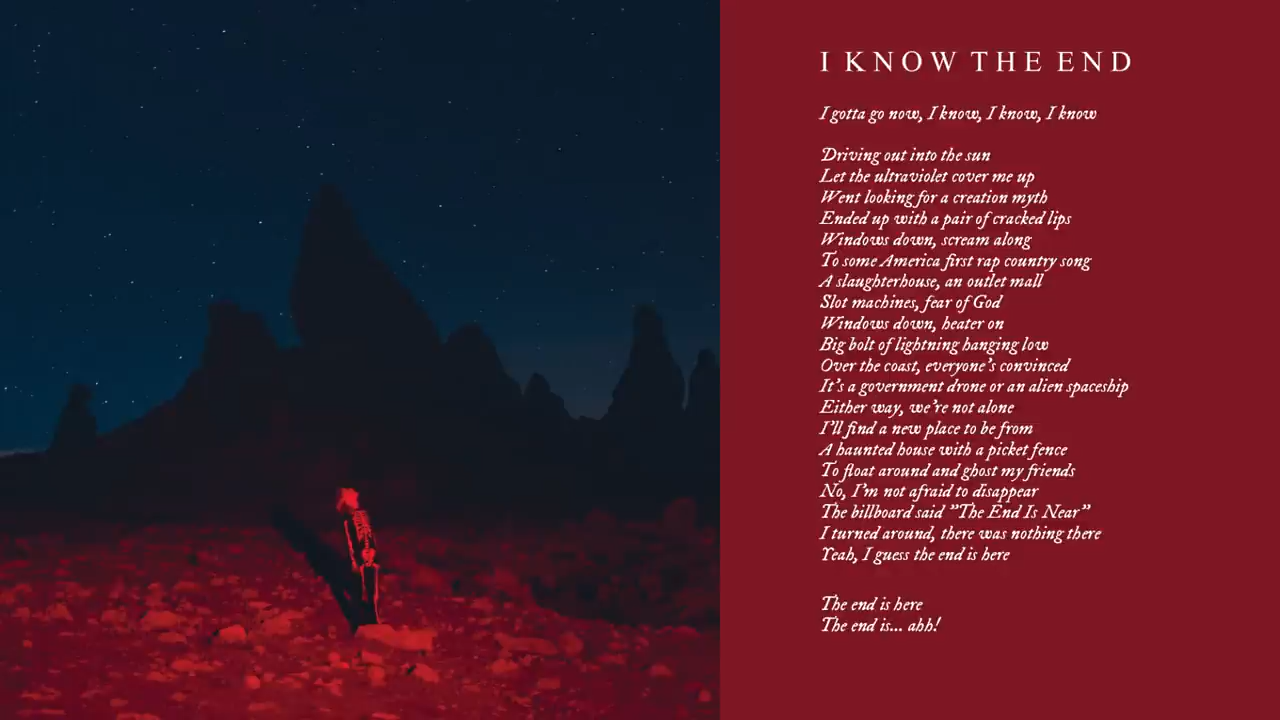 I KNOW THE END
I gotta go now, I know, I know, I know
Driving out into the sun
Let the ultraviolet cover me up
Went looking for a creation myth
Ended up with a pair of cracked lips
Windows down, scream along
To some America first rap country song
A slaughterhouse, an outlet mall
Slot machines, fear of God
Windows down, heater on
Big bolt of lightning hanging low
Over the coast, everyone's convinced
It's a government drone or an alien spaceship
Either way, we're not alone
I'll find a new place to be from
A haunted house with a picket fence
To float around and ghost my friends
No, I'm not afraid to disappear
The billboard said "The End Is Near"
I turned around, there was nothing there
Yeah, I guess the end is here
The end is here
The end is... ahh!